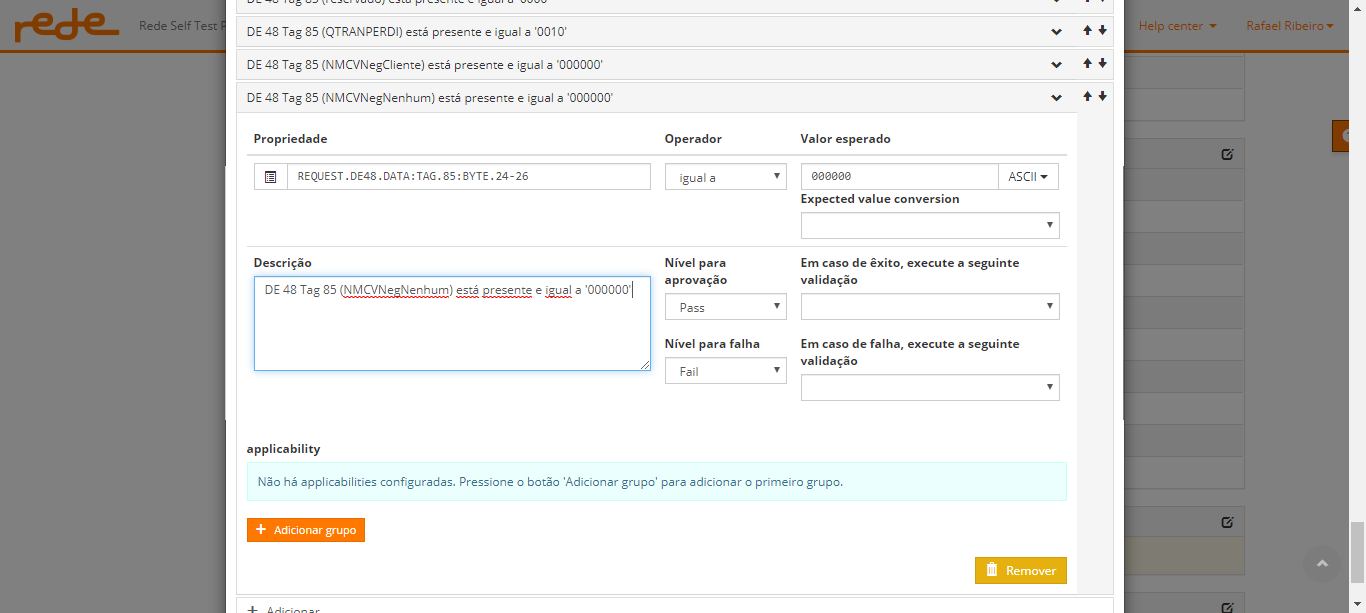 rede
Rede Self Test P
Help center
Rafael Ribeiro
DE 48 Tag 85 (reservado) está presente e igual a '0000'
DE 48 Tag 85 (QTRANPERDI) está presente e igual a '0010'
DE 48 Tag 85 (NMCVNegCliente) está presente e igual a '000000'
DE 48 Tag 85 (NMCVNegNenhum) está presente e igual a '000000'
Propriedade
Operador
Valor esperado
REQUEST.DE48.DATA:TAG.85:BYTE.24-26
igual a
000000
ASCII
Expected value conversion
Descrição
DE 48 Tag 85 (NMCVNegNenhum) está presente e igual a '000000'
Nível para
aprovação
Pass
Em caso de êxito, execute a seguinte
validação
Nível para falha
Fail
Em caso de falha, execute a seguinte
validação
applicability
Não há applicabilities configuradas. Pressione o botão 'Adicionar grupo' para adicionar o primeiro grupo.
+ Adicionar grupo
Remover
+ Adicionar